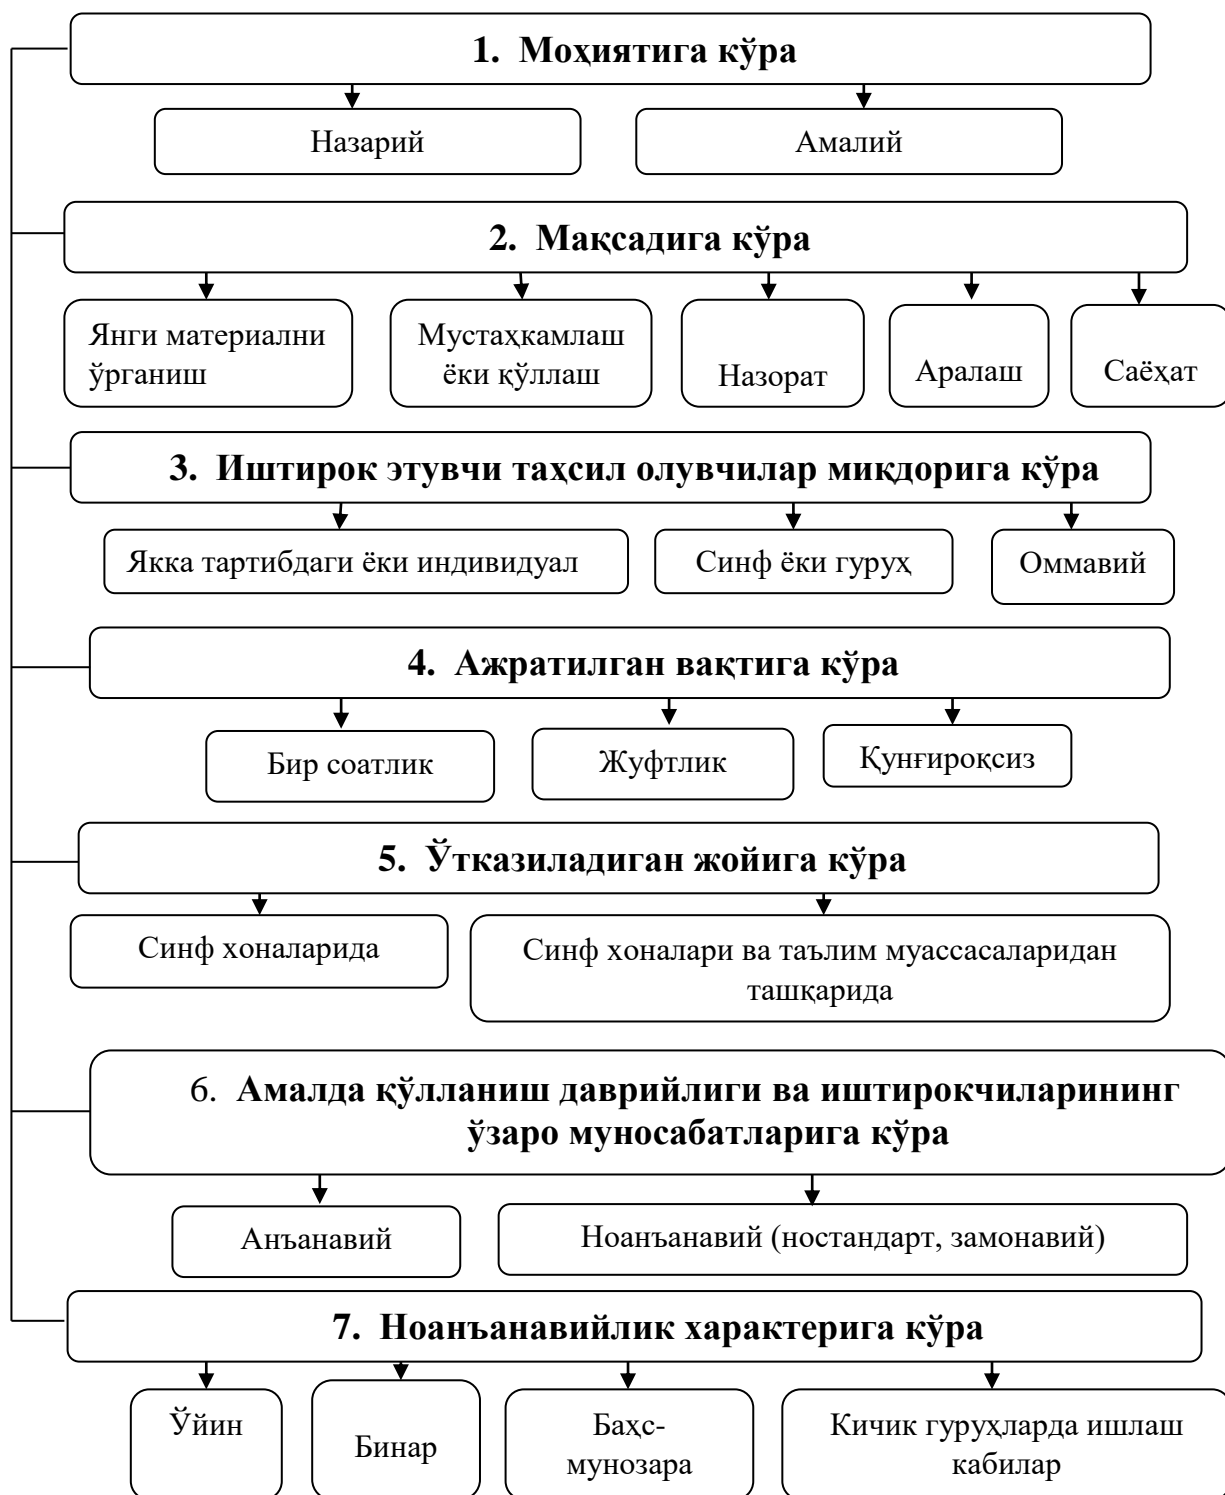 1. Моҳиятига кўра
Назарий
Амалий
2. Мақсадига кўра
Янги материални
ўрганиш
Мустаҳкамлаш
ёки қўллаш
Назорат
Аралаш
Саёҳат
3. Иштирок этувчи таҳсил олувчилар миқдорига кўра
Якка тартибдаги ёки индивидуал
Синф ёки гуруҳ
Оммавий
4. Ажратилган вақтига кўра
Бир соатлик
Жуфтлик
Қунғироқсиз
5. Ўтказиладиган жойига кўра
Синф хоналарида
Синф хоналари ва таълим муассасаларидан
ташқарида
6. Амалда қўлланиш даврийлиги ва иштирокчиларининг
ўзаро муносабатларига кўра
Анъанавий
Ноанъанавий (ностандарт, замонавий)
7. Ноанъанавийлик характерига кўра
Ўйин
Бинар
Баҳс-
мунозара
Кичик гуруҳларда ишлаш
кабилар